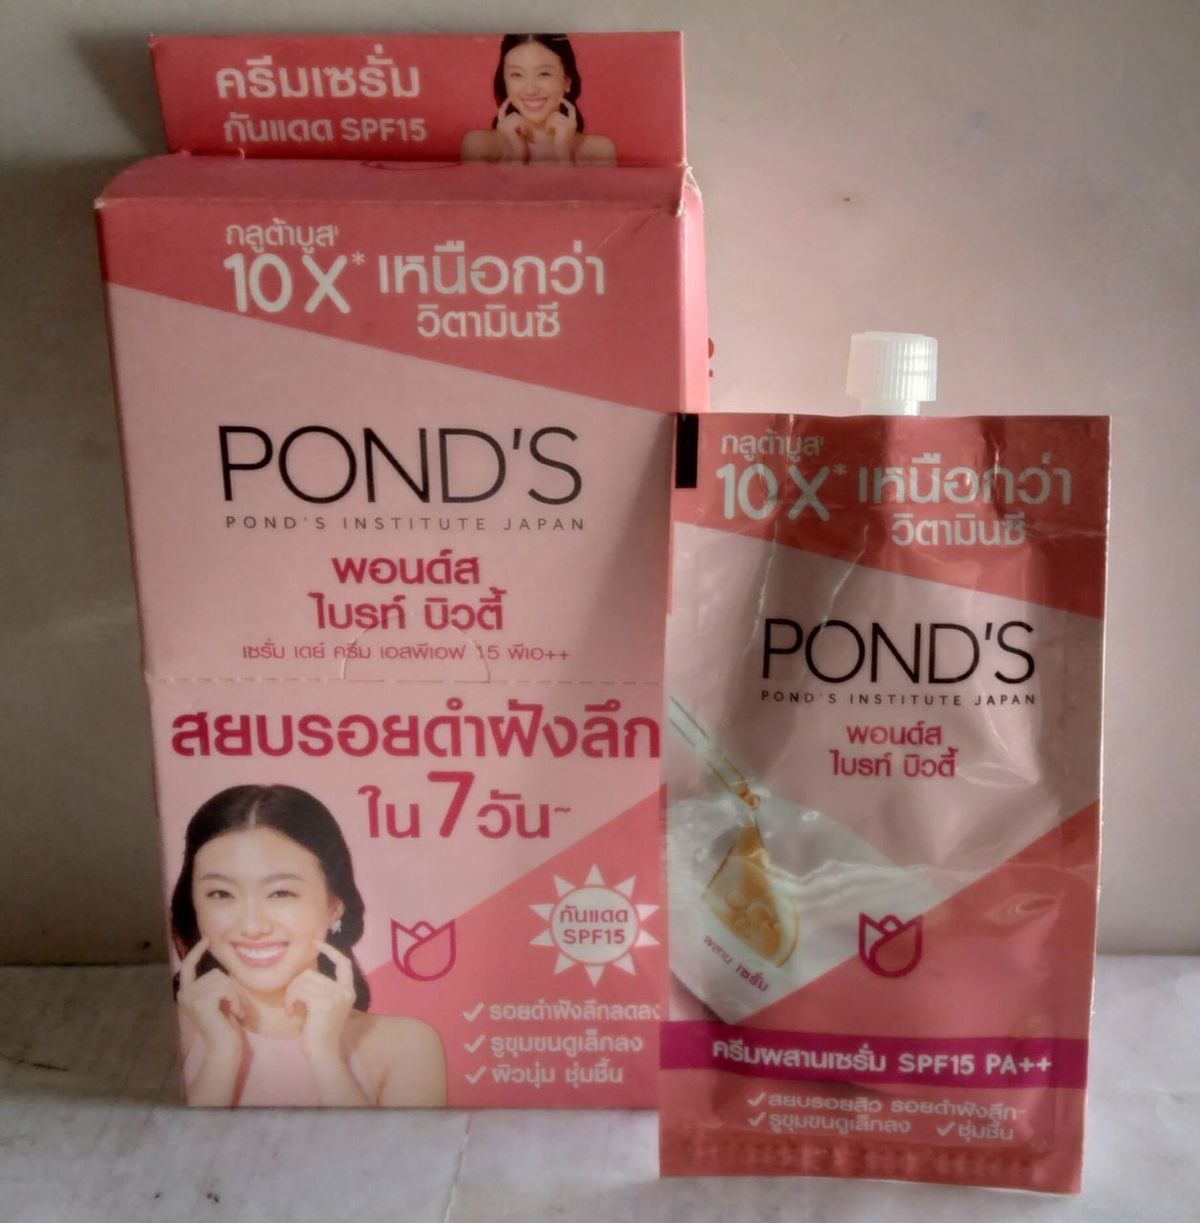 ครีมเซรั่ม
กันแดด SPF15
กลูต้าบูส'
10X* เหนือกว่า
วิตามินซี
POND'S
POND'S INSTITUTE JAPAN
พอนด์ส
ไบรท์ บิวตี้
เซรั่ม เดย์ ครีม เอสพีเอฟ 15 พีเอ++
สยบรอยดำฝังลึก
ใน 7 วัน~
กันแดด
SPF15
รอยดำฝังลึกลดลง
รูขุมขนดูเล็กลง
ผิวนุ่ม ชุ่มชื้น
กลูต้าบูส'
10X* เหนือกว่า
วิตามินซี
POND'S
POND'S INSTITUTE JAPAN
พอนด์ส
ไบรท์ บิวตี้
ผสาน เซรั่ม
ครีมผสานเซรั่ม SPF15 PA++
สยบรอยสิว รอยดำฝังลึก~
รูขุมขนดูเล็กลง ชุ่มชื้น